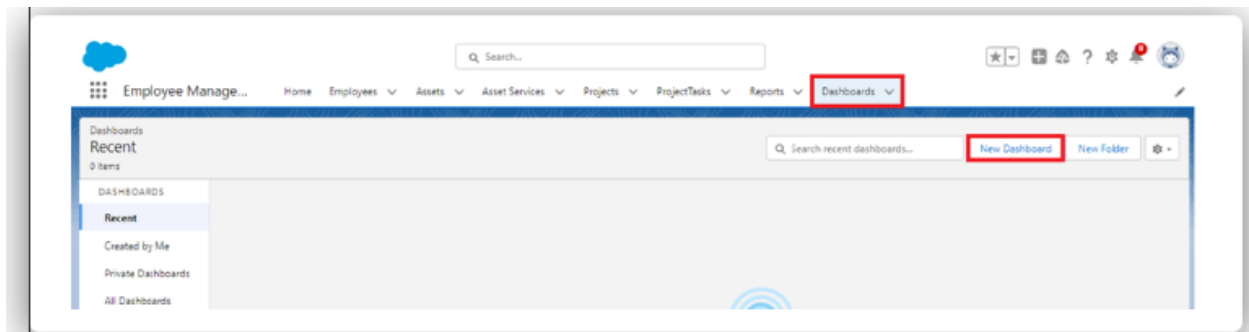 Search...
Employee Manage... Home Employees Assets Asset Services Projects ProjectTasks Reports Dashboards
Dashboards
Recent
0 items
Search recent dashboards... New Dashboard New Folder
DASHBOARDS
Recent
Created by Me
Private Dashboards
All Dashboards